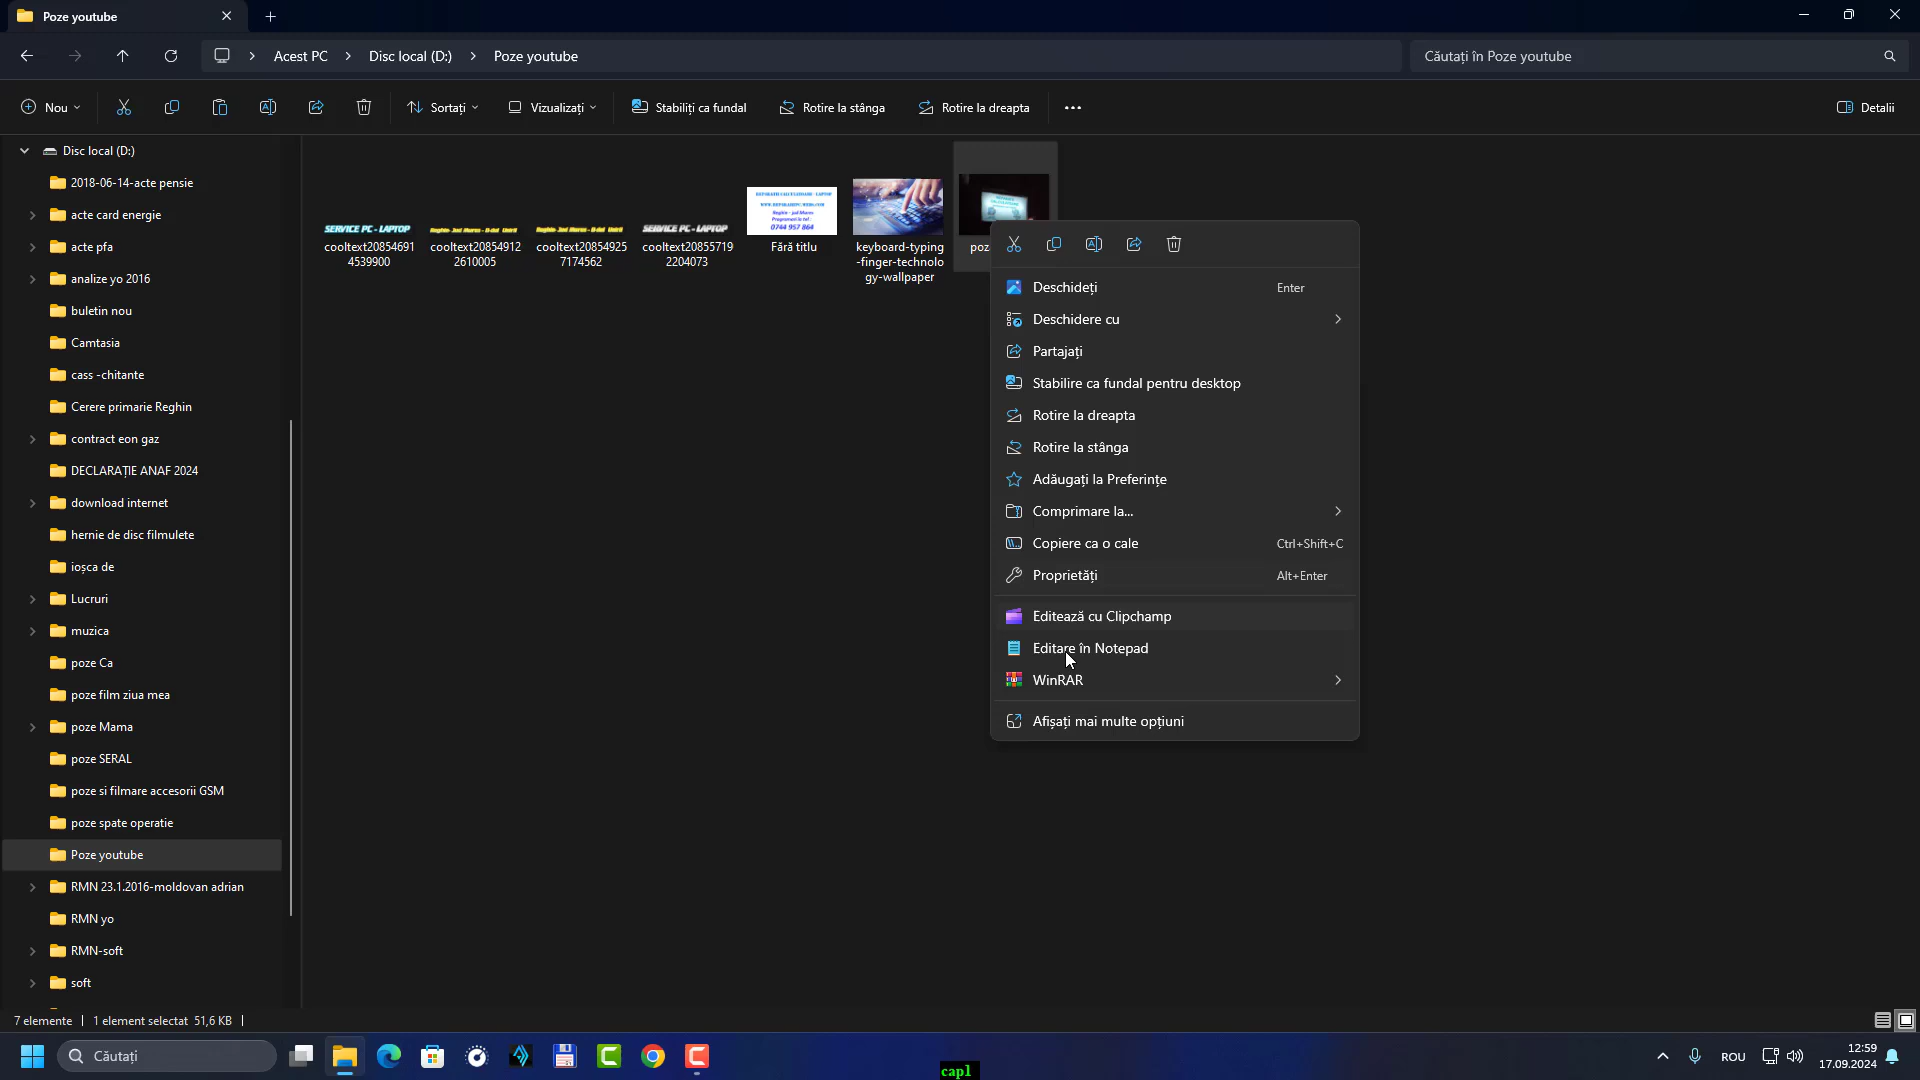 Poze youtube
Acest PC
Disc local (D:)
Poze youtube
Căutați în Poze youtube
Nou
Sortați
Vizualizați
Stabiliți ca fundal
Rotire la stânga
Rotire la dreapta
Detalii
Disc local (D:)
2018-06-14-acte pensie
acte card energie
acte pfa
analize yo 2016
buletin nou
Camtasia
cass -chitante
Cerere primarie Reghin
contract eon gaz
DECLARAȚIE ANAF 2024
download internet
hernie de disc filmulete
ioșca de
Lucruri
muzica
poze Ca
poze film ziua mea
poze Mama
poze SERAL
poze si filmare accesorii GSM
poze spate operatie
Poze youtube
RMN 23.1.2016-moldovan adrian
RMN yo
RMN-soft
soft
SERVICE PC - LAPTOP
cooltext20854691
4539900
cooltext20854912
2610005
cooltext20854925
7174562
SERVICE PC - LAPTOP
cooltext20855719
2204073
0744 957 864
Fără titlu
keyboard-typing
-finger-technolo
gy-wallpaper
poz
Deschideți Enter
Deschidere cu
Partajați
Stabilire ca fundal pentru desktop
Rotire la dreapta
Rotire la stânga
Adăugați la Preferințe
Comprimare la...
Copiere ca o cale Ctrl+Shift+C
Proprietăți Alt+Enter
Editează cu Clipchamp
Editare în Notepad
WinRAR
Afișați mai multe opțiuni
7 elemente
1 element selectat 51,6 KB
Căutați
capl
ROU
12:59
17.09.2024